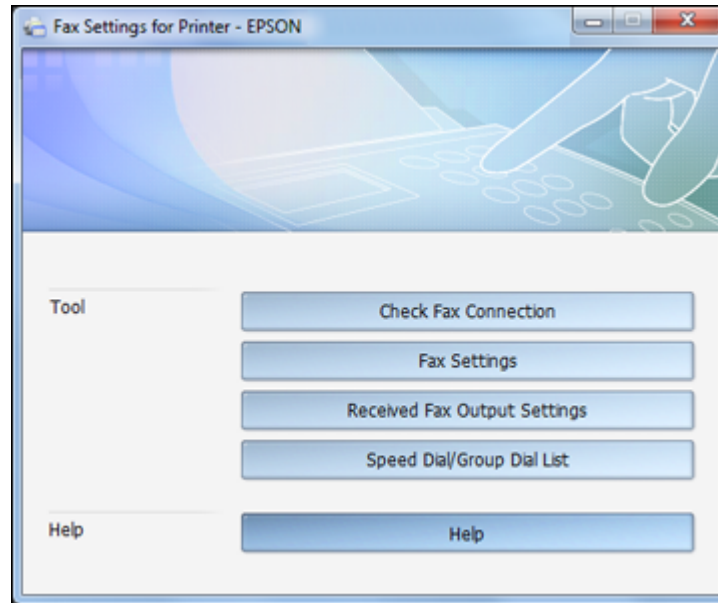 Fax Settings for Printer - EPSON
Tool
Check Fax Connection
Fax Settings
Received Fax Output Settings
Speed Dial/Group Dial List
Help
Help